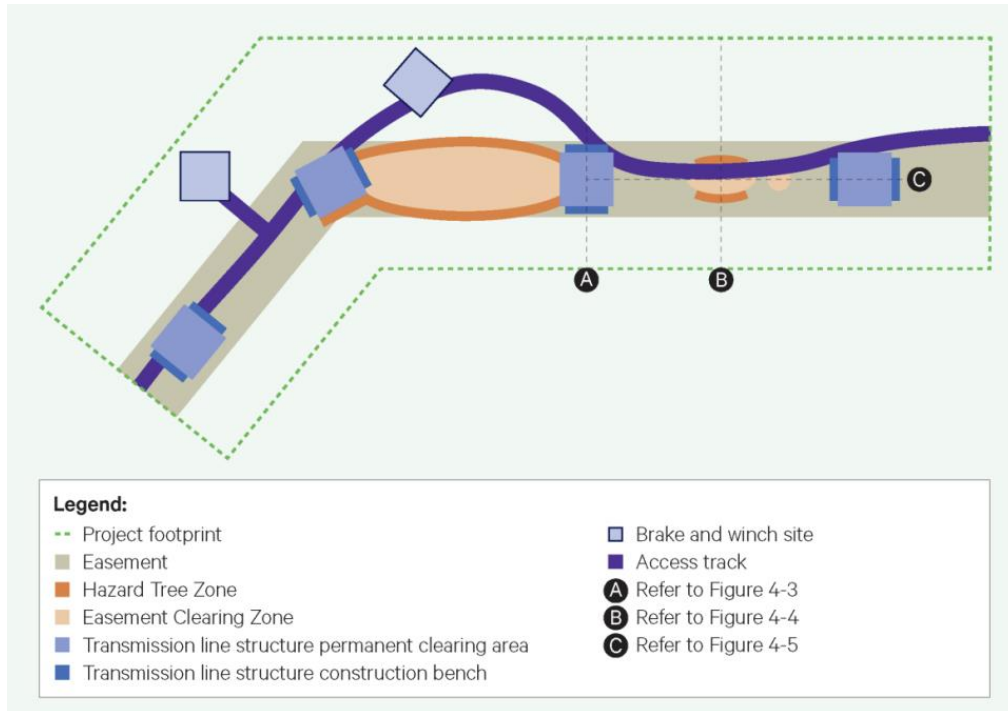 C
A
B
Legend:
Project footprint
Easement
Hazard Tree Zone
Easement Clearing Zone
Transmission line structure permanent clearing area
Transmission line structure construction bench
Brake and winch site
Access track
A Refer to Figure 4-3
B Refer to Figure 4-4
C Refer to Figure 4-5